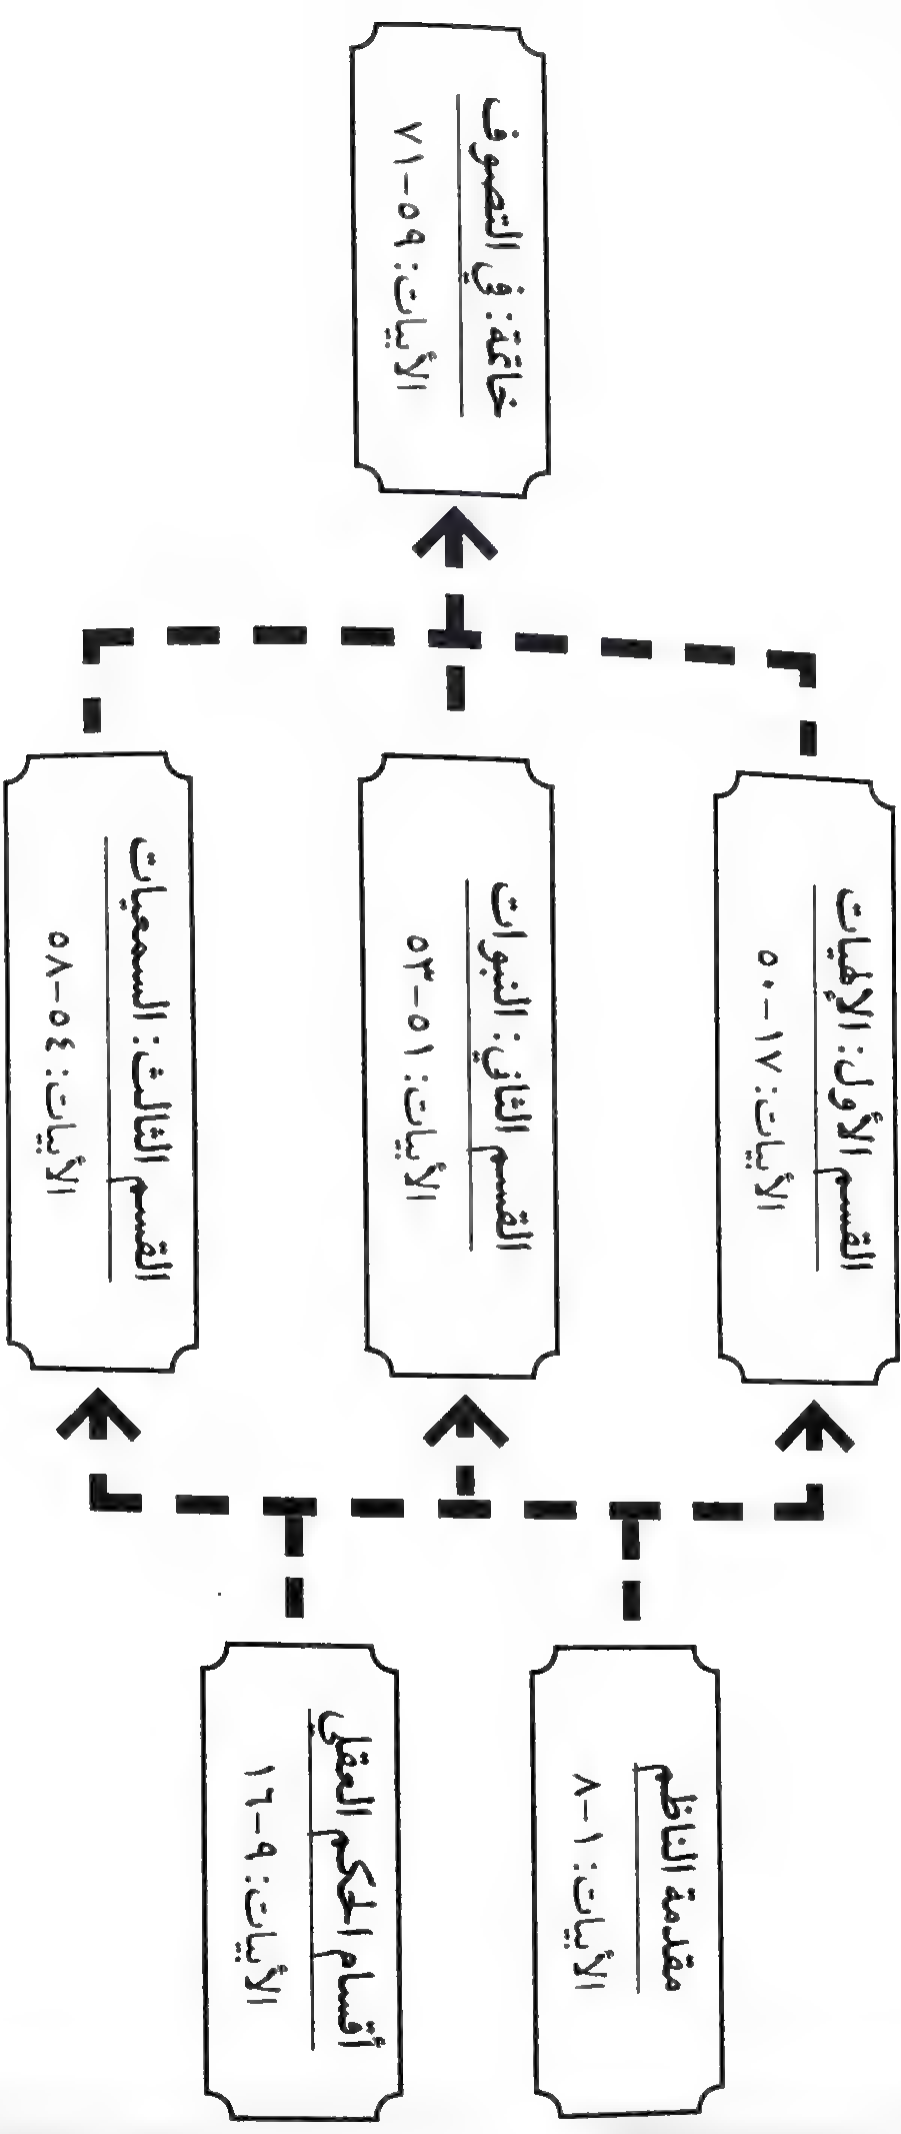 مقدمة الناظم
الأبيات: ١-٨
أقسام الحكم العقلي
الأبيات: ٩-١٦
القسم الأول: الإلهيات
الأبيات: ١٧-٥٠
القسم الثاني: النبوات
الأبيات: ٥١-٥٣
القسم الثالث: السمعيات
الأبيات: ٥٤-٥٨
خاتمة: في التصوف
الأبيات: ٥٩-٧١